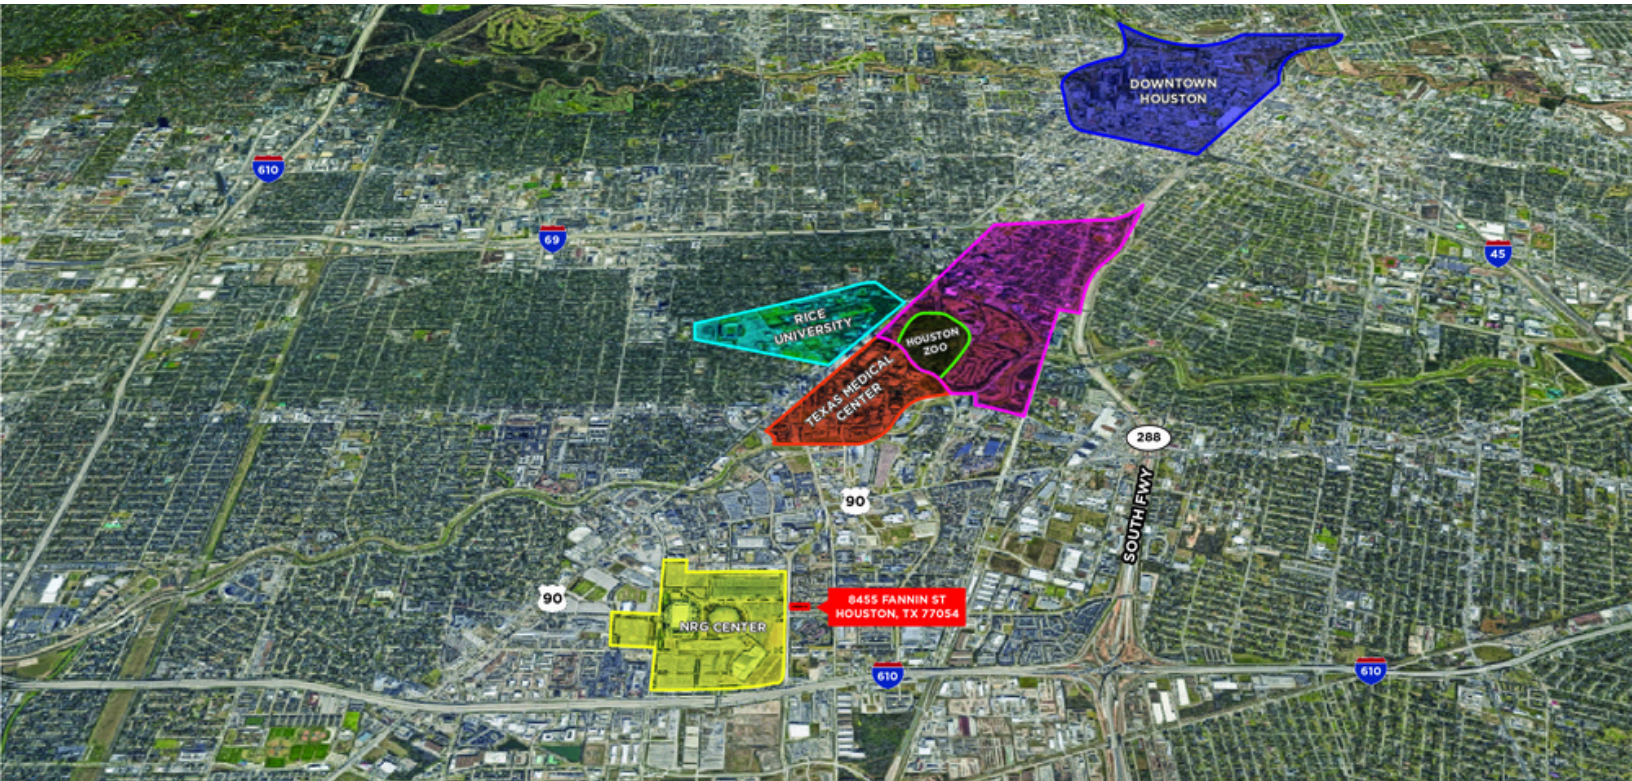 DOWNTOWN
HOUSTON
610
69
45
RICE
UNIVERSITY
HOUSTON
ZOO
TEXAS MEDICAL
CENTER
288
SOUTH FWY
90
90
8455 FANNIN ST
HOUSTON, TX 77054
NRG CENTER
610
610